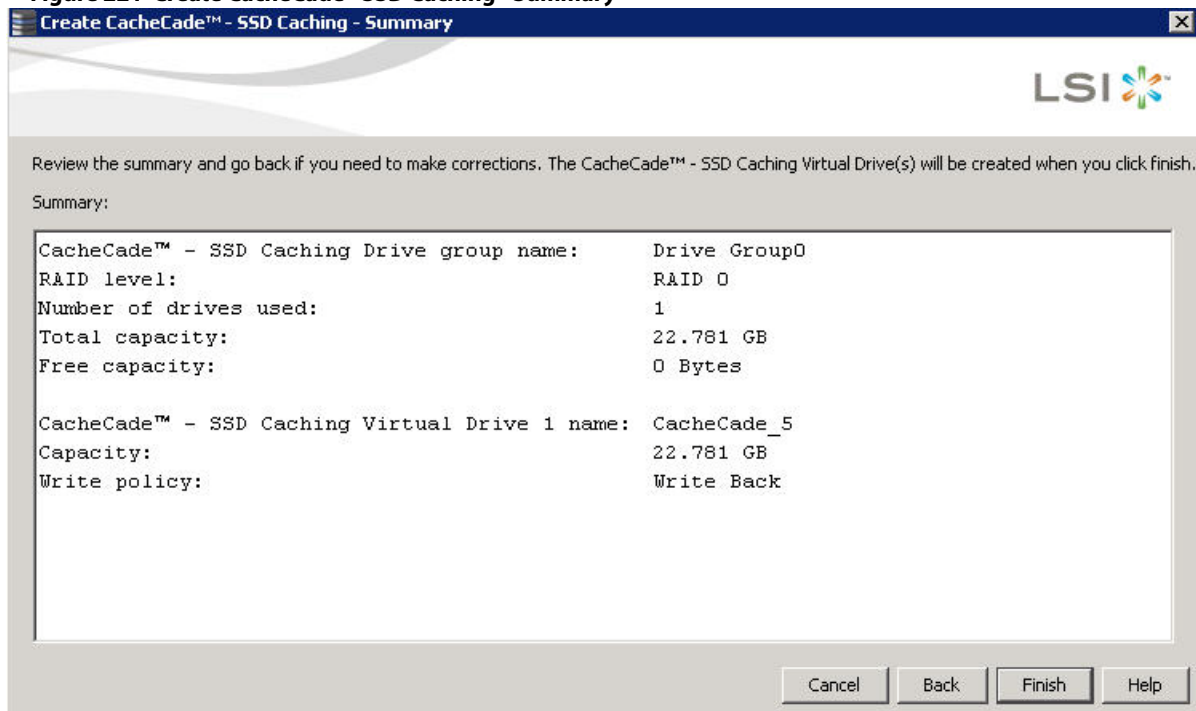 Create CacheCade™ - SSD Caching - Summary
LSI
Review the summary and go back if you need to make corrections. The CacheCade™ - SSD Caching Virtual Drive(s) will be created when you click finish.
Summary:
CacheCade™ - SSD Caching Drive group name: Drive Group0
RAID level: RAID 0
Number of drives used: 1
Total capacity: 22.781 GB
Free capacity: 0 Bytes
CacheCade™ - SSD Caching Virtual Drive 1 name: CacheCade_5
Capacity: 22.781 GB
Write policy: Write Back
Cancel Back Finish Help